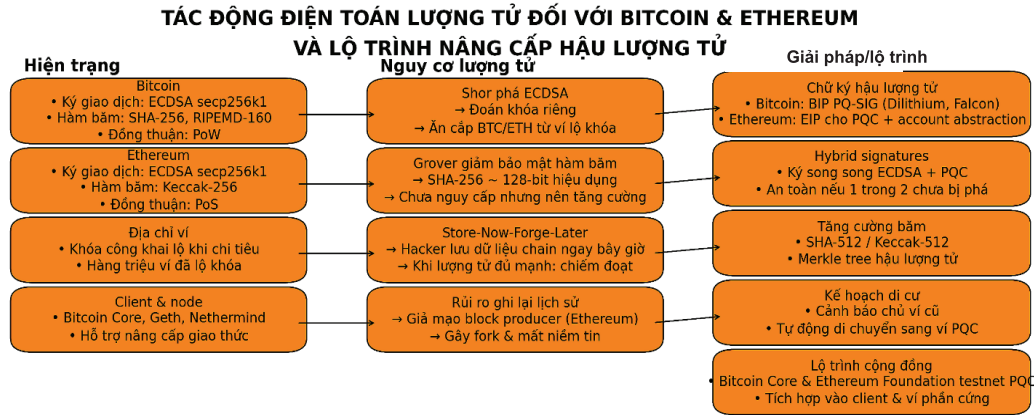 TÁC ĐỘNG ĐIỆN TOÁN LƯỢNG TỬ ĐỐI VỚI BITCOIN & ETHEREUM
VÀ LỘ TRÌNH NÂNG CẤP HẬU LƯỢNG TỬ
Hiện trạng
Bitcoin
• Ký giao dịch: ECDSA secp256k1
• Hàm băm: SHA-256, RIPEMD-160
• Đồng thuận: PoW
Ethereum
• Ký giao dịch: ECDSA secp256k1
• Hàm băm: Keccak-256
• Đồng thuận: PoS
Địa chỉ ví
• Khóa công khai lộ khi chi tiêu
• Hàng triệu ví đã lộ khóa
Client & node
• Bitcoin Core, Geth, Nethermind
• Hỗ trợ nâng cấp giao thức
Nguy cơ lượng tử
Shor phá ECDSA
→ Đoán khóa riêng
→ Ăn cắp BTC/ETH từ ví lộ khóa
Grover giảm bảo mật hàm băm
→ SHA-256 ~ 128-bit hiệu dụng
→ Chưa nguy cấp nhưng nên tăng cường
Store-Now-Forge-Later
→ Hacker lưu dữ liệu chain ngay bây giờ
→ Khi lượng tử đủ mạnh: chiếm đoạt
Rủi ro ghi lại lịch sử
→ Giả mạo block producer (Ethereum)
→ Gây fork & mất niềm tin
Giải pháp/lộ trình
Chữ ký hậu lượng tử
• Bitcoin: BIP PQ-SIG (Dilithium, Falcon)
• Ethereum: EIP cho PQC + account abstraction
Hybrid signatures
• Ký song song ECDSA + PQC
• An toàn nếu 1 trong 2 chưa bị phá
Tăng cường băm
• SHA-512 / Keccak-512
• Merkle tree hậu lượng tử
Kế hoạch di cư
• Cảnh báo chủ ví cũ
• Tự động di chuyển sang ví PQC
Lộ trình cộng đồng
• Bitcoin Core & Ethereum Foundation testnet PQC
• Tích hợp vào client & ví phần cứng